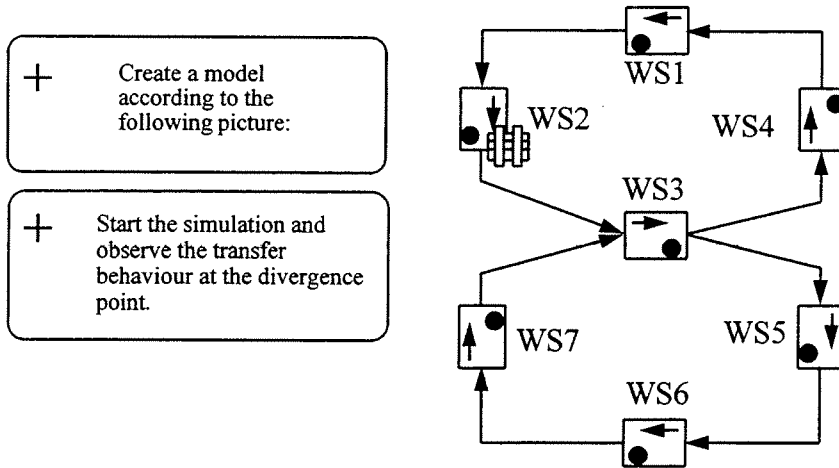 + Create a model
according to the
following picture:
+ Start the simulation and
observe the transfer
behaviour at the divergence
point.
WS1
WS2
WS4
WS3
WS7
WS5
WS6